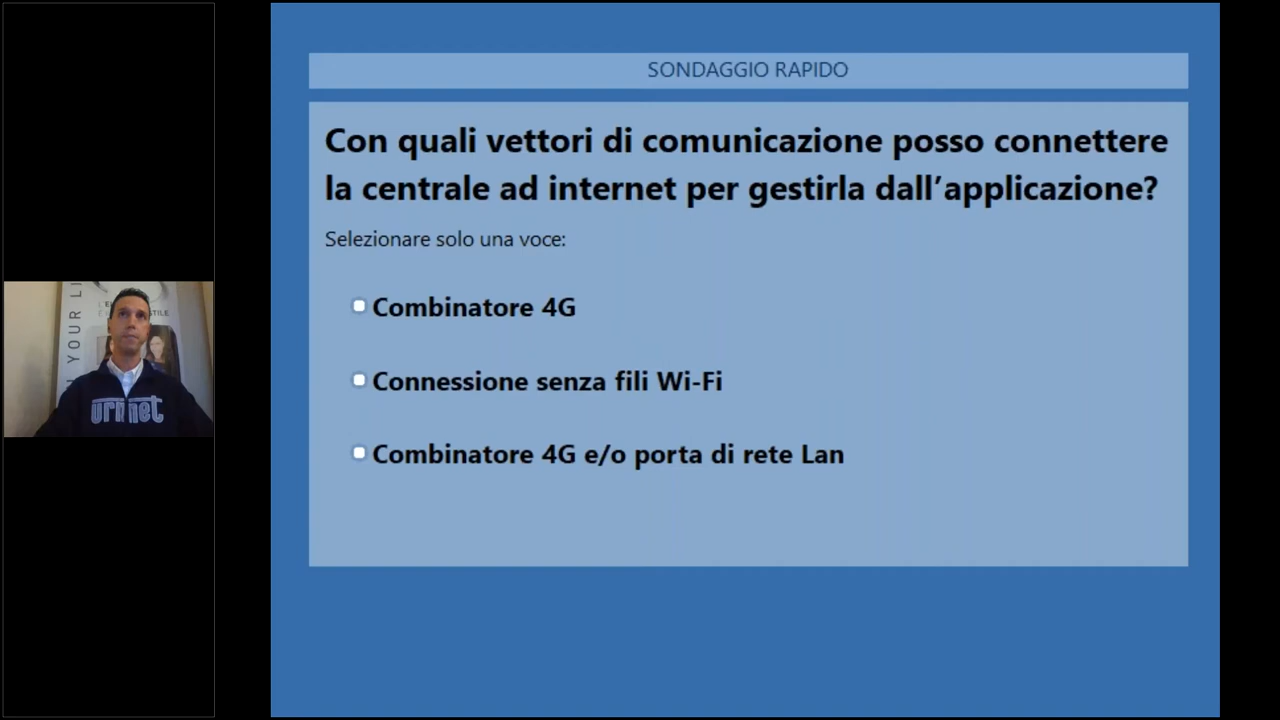 SONDAGGIO RAPIDO
Con quali vettori di comunicazione posso connettere
la centrale ad internet per gestirla dall’applicazione?
Selezionare solo una voce:
Combinatore 4G
Connessione senza fili Wi-Fi
Combinatore 4G e/o porta di rete Lan
YOUR
urmet